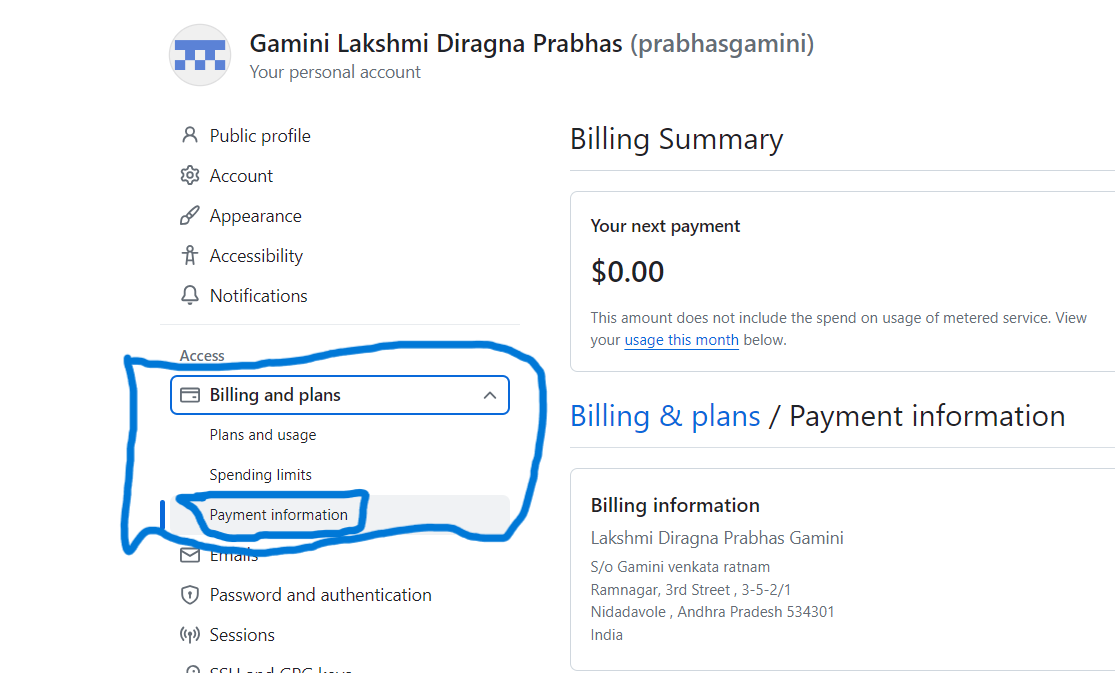 Gamini Lakshmi Diragna Prabhas (prabhasgamini)
Your personal account
Public profile
Account
Appearance
Accessibility
Notifications
Access
Billing and plans
Plans and usage
Spending limits
Payment information
Emails
Password and authentication
Sessions
SSH and GPG keys
Billing Summary
Your next payment
$0.00
This amount does not include the spend on usage of metered service. View
your usage this month below.
Billing & plans / Payment information
Billing information
Lakshmi Diragna Prabhas Gamini
S/o Gamini venkata ratnam
Ramnagar, 3rd Street , 3-5-2/1
Nidadavole , Andhra Pradesh 534301
India